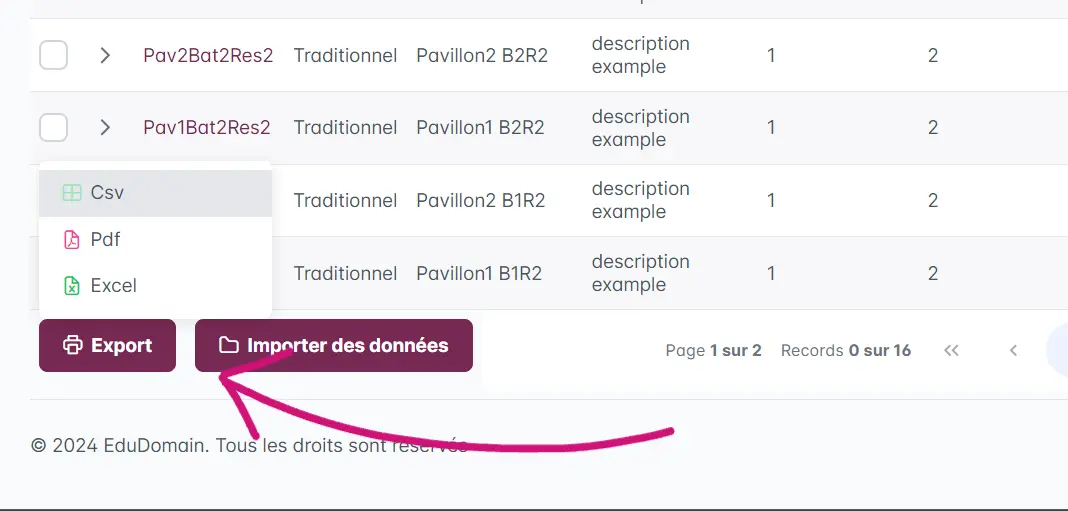 Pav2Bat2Res2 Traditionnel Pavillon2 B2R2 description example 1 2
Pav1Bat2Res2 Traditionnel Pavillon1 B2R2 description example 1 2
Csv
Traditionnel Pavillon2 B1R2 description example 1 2
Pdf
Excel
Traditionnel Pavillon1 B1R2 description example 1 2
Export Importer des données Page 1 sur 2 Records 0 sur 16
© 2024 EduDomain. Tous les droits sont réservés